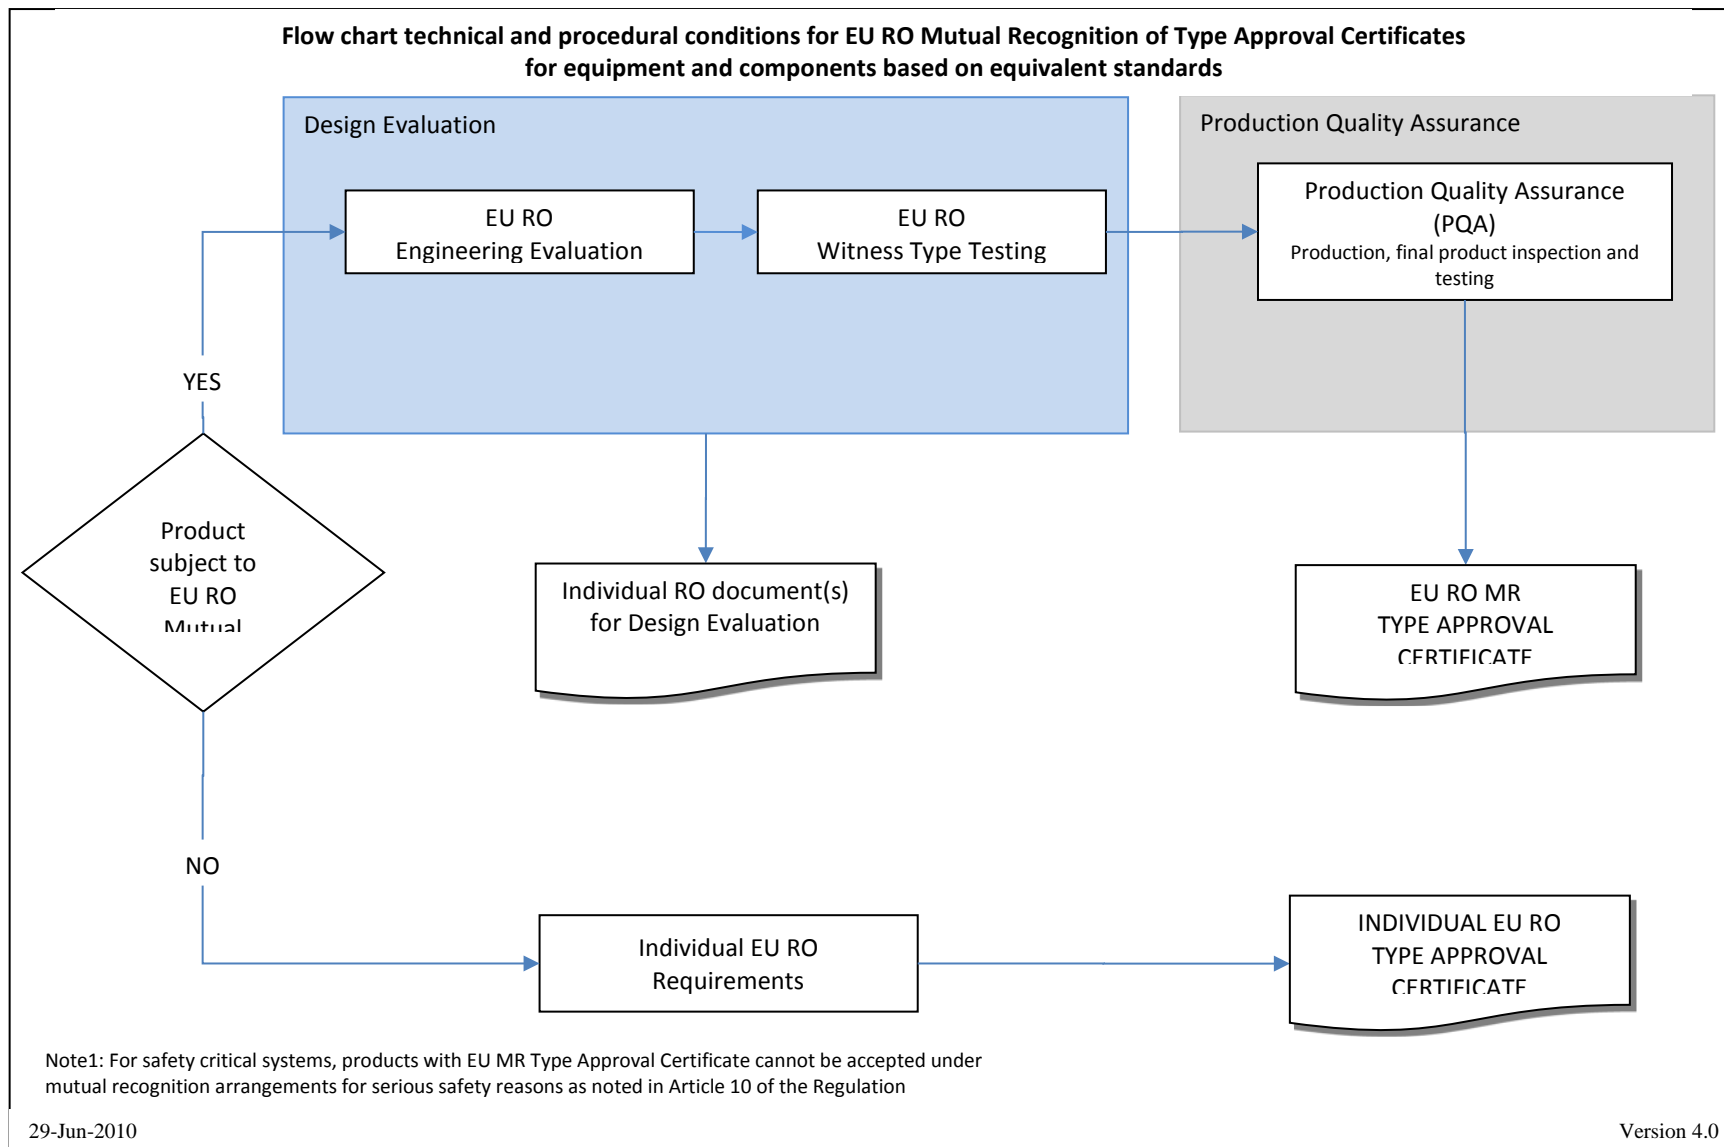 Flow chart technical and procedural conditions for EU RO Mutual Recognition of Type Approval Certificates
for equipment and components based on equivalent standards
Design Evaluation
Production Quality Assurance
EU RO
Engineering Evaluation
EU RO
Witness Type Testing
Production Quality Assurance
(PQA)
Production, final product inspection and
testing
YES
Product
subject to
EU RO
Mutual
Individual RO document(s)
for Design Evaluation
EU RO MR
TYPE APPROVAL
CERTIFICATE
NO
Individual EU RO
Requirements
INDIVIDUAL EU RO
TYPE APPROVAL
CERTIFICATE
Note1: For safety critical systems, products with EU MR Type Approval Certificate cannot be accepted under
mutual recognition arrangements for serious safety reasons as noted in Article 10 of the Regulation
29-Jun-2010
Version 4.0